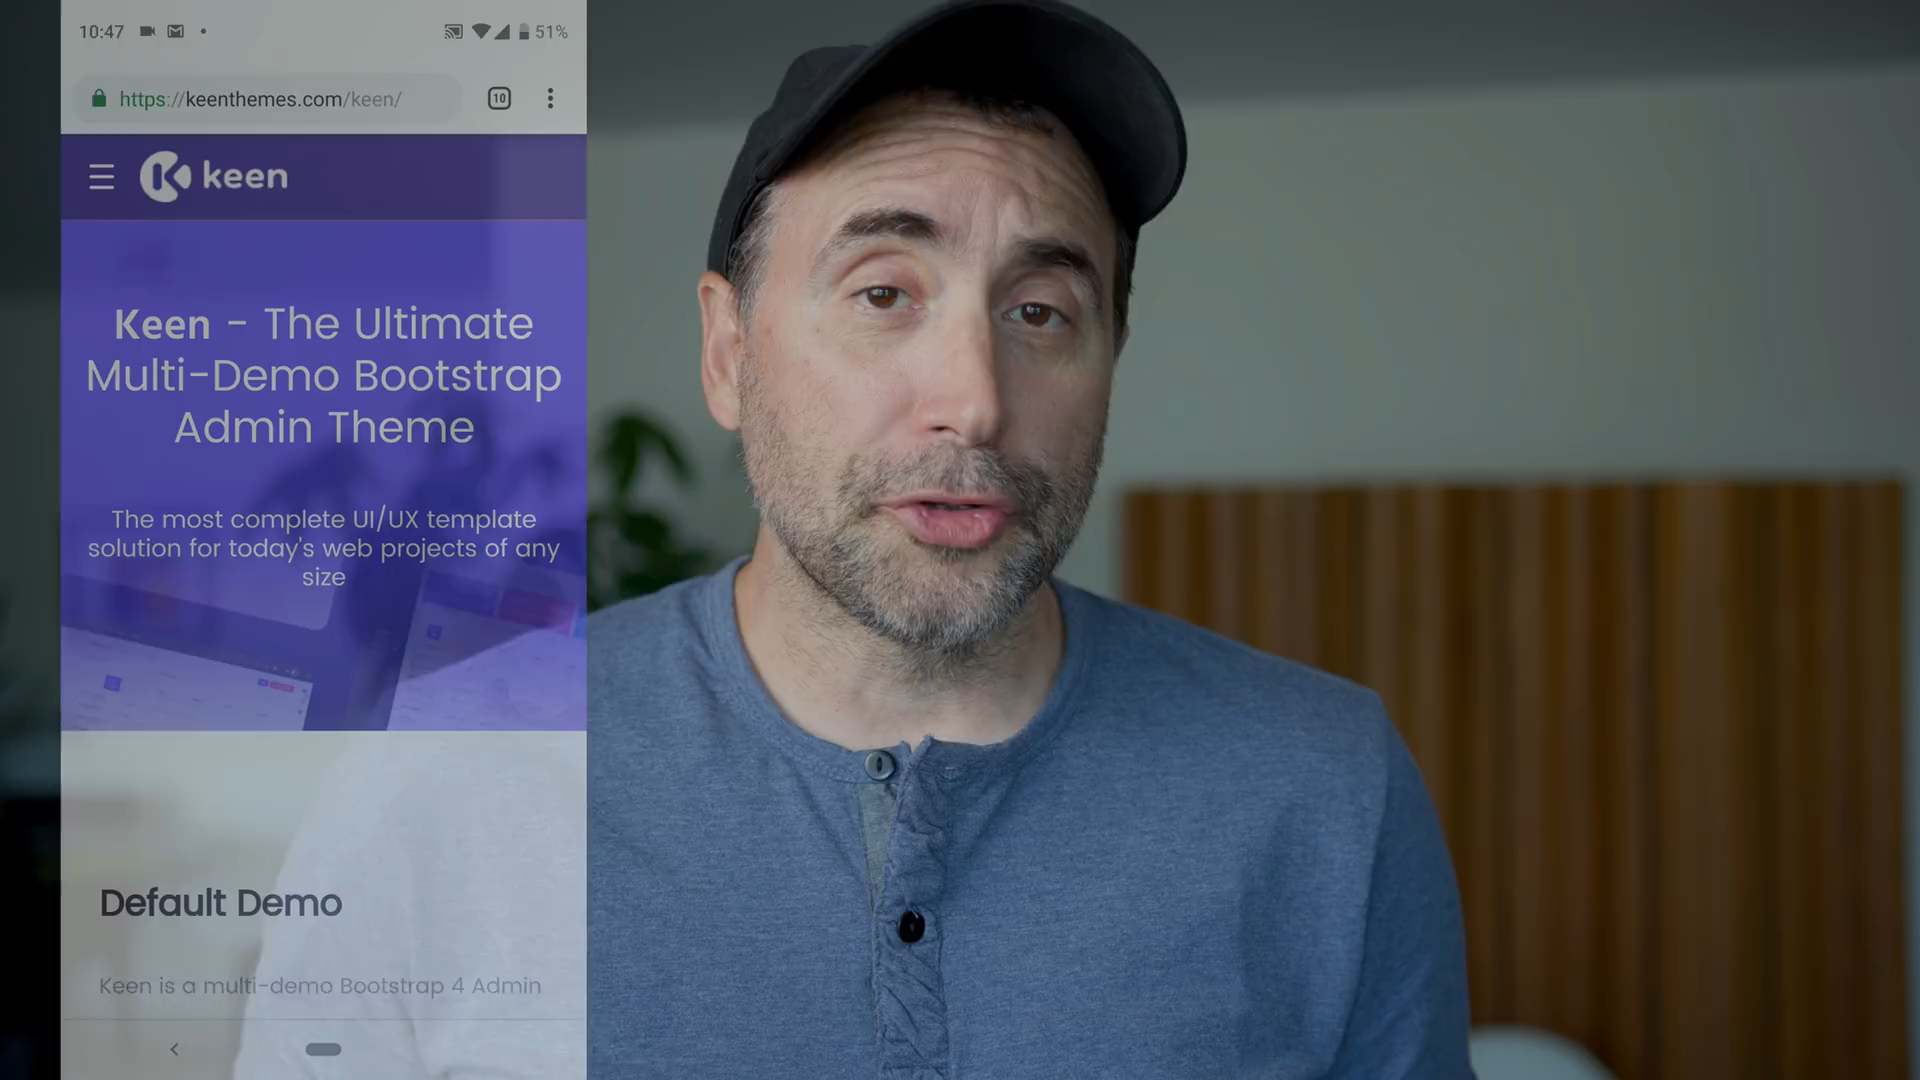 10:47
51%
https://keenthemes.com/keen/
10
keen
Keen - The Ultimate
Multi-Demo Bootstrap
Admin Theme
The most complete UI/UX template
solution for today's web projects of any
size
Default Demo
Keen is a multi-demo Bootstrap 4 Admin